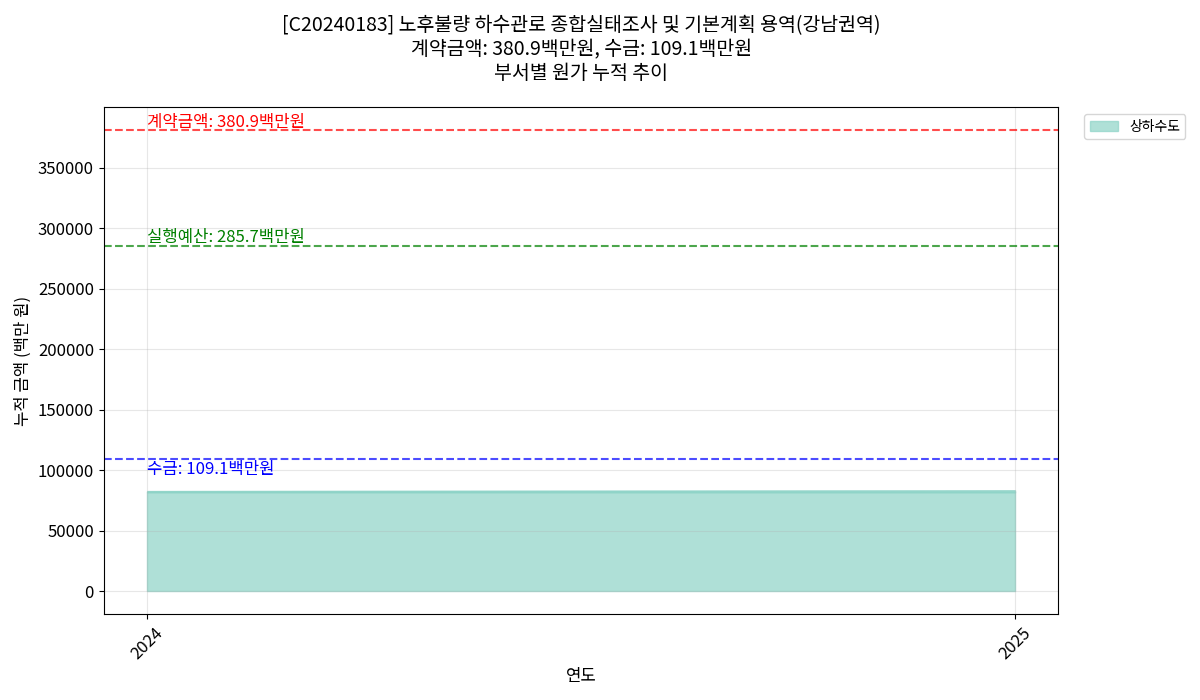 [C20240183] 노후불량 하수관로 종합실태조사 및 기본계획 용역(강남권역)
계약금액: 380.9백만원, 수금: 109.1백만원
부서별 원가 누적 추이
계약금액: 380.9백만원
상하수도
실행예산: 285.7백만원
수금: 109.1백만원
누적 금액 (백만 원)
350000
300000
250000
200000
150000
100000
50000
0
2024
2025
연도